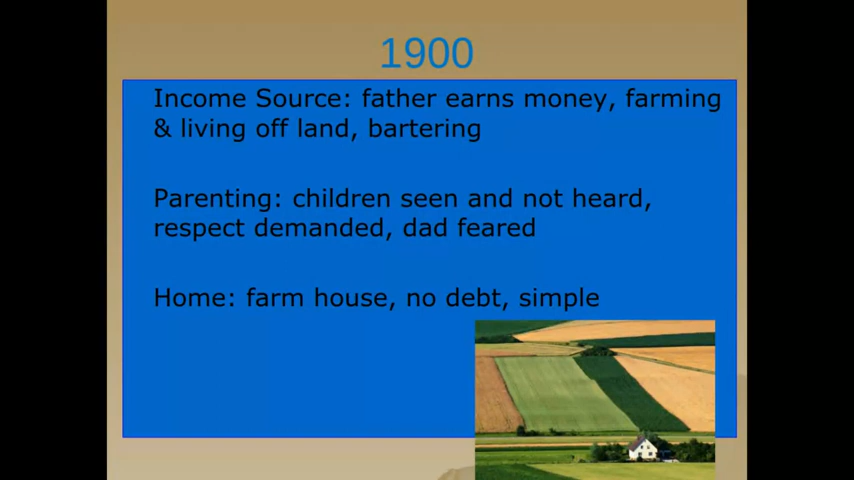 1900
Income Source: father earns money, farming
& living off land, bartering
Parenting: children seen and not heard,
respect demanded, dad feared
Home: farm house, no debt, simple